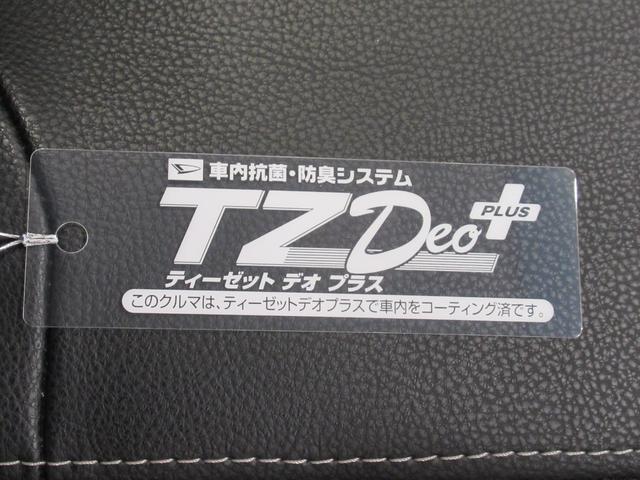 車内抗菌・防臭システム
TZ Deo PLUS
ティーゼット デオ プラス
このクルマは、ティーゼットデオプラスで車内をコーティング済です。